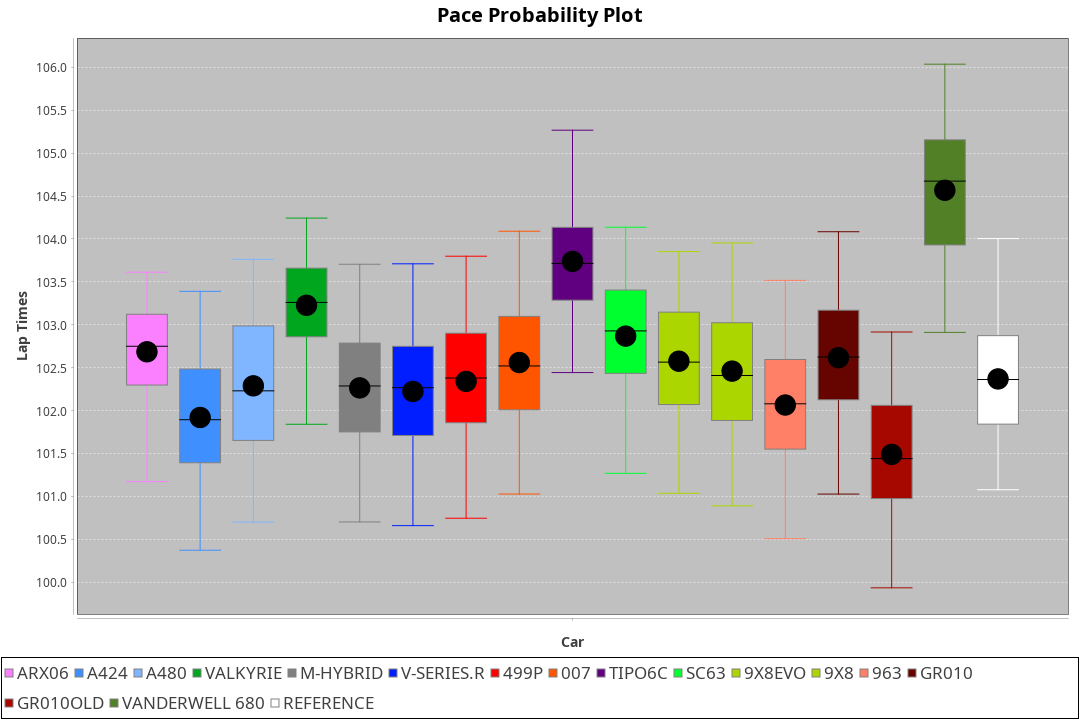 Pace Probability Plot
106.0
105.5
105.0
104.5
104.0
103.5
103.0
102.5
102.0
101.5
101.0
100.5
100.0
Lap Times
Car
ARX06 A424 A480 VALKYRIE M-HYBRID V-SERIES.R 499P 007 TIPO6C SC63 9X8EVO 9X8 963 GR010
GR010OLD VANDERWELL 680 REFERENCE